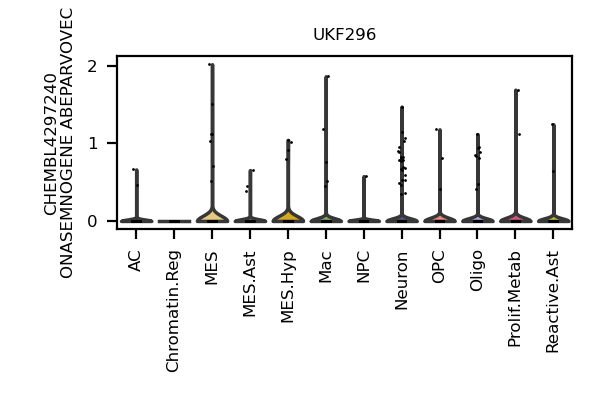 UKF296
CHEMBL4297240
ONASEMNOGENE ABEPARVOVEC
2
1
0
AC
Chromatin.Reg
MES
MES.Ast
MES.Hyp
Mac
NPC
Neuron
OPC
Oligo
Prolif.Metab
Reactive.Ast